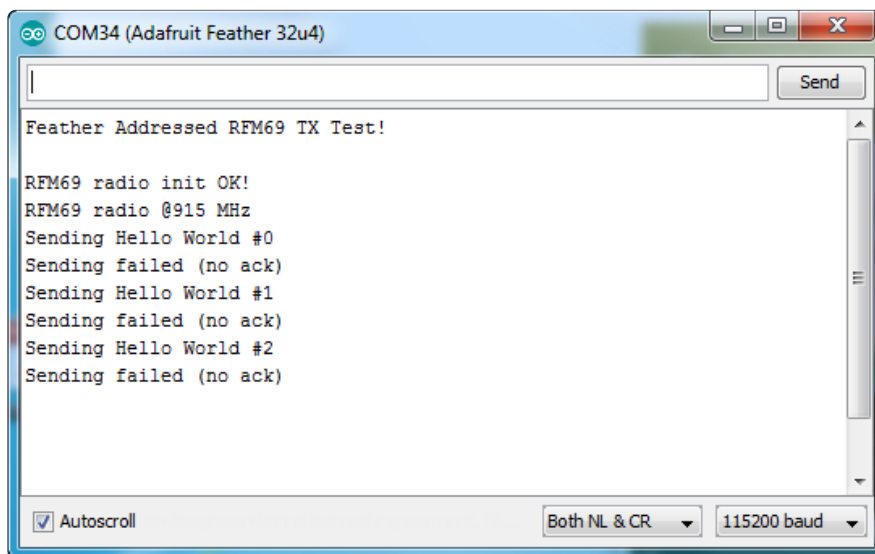 COM34 (Adafruit Feather 32u4)
Send
Feather Addressed RFM69 TX Test!
RFM69 radio init OK!
RFM69 radio @915 MHz
Sending Hello World #0
Sending failed (no ack)
Sending Hello World #1
Sending failed (no ack)
Sending Hello World #2
Sending failed (no ack)
Autoscroll
Both NL & CR
115200 baud